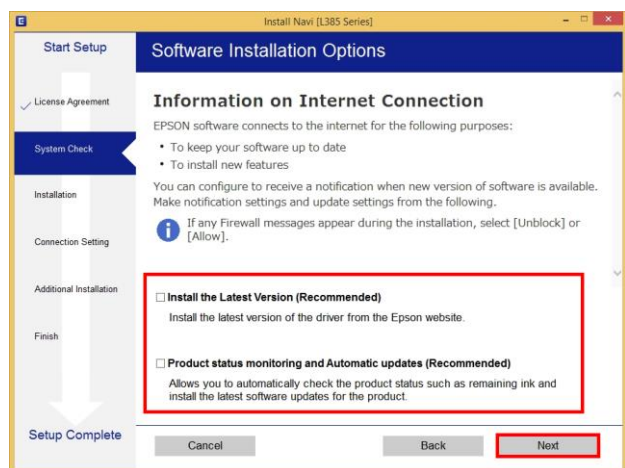 E Install Navi [L385 Series]
Start Setup
License Agreement
System Check
Installation
Connection Setting
Additional Installation
Finish
Setup Complete
Software Installation Options
Information on Internet Connection
EPSON software connects to the internet for the following purposes:
• To keep your software up to date
• To install new features
You can configure to receive a notification when new version of software is available.
Make notification settings and update settings from the following.
i If any Firewall messages appear during the installation, select [Unblock] or
[Allow].
Install the Latest Version (Recommended)
Install the latest version of the driver from the Epson website.
Product status monitoring and Automatic updates (Recommended)
Allows you to automatically check the product status such as remaining ink and
install the latest software updates for the product.
Cancel Back Next